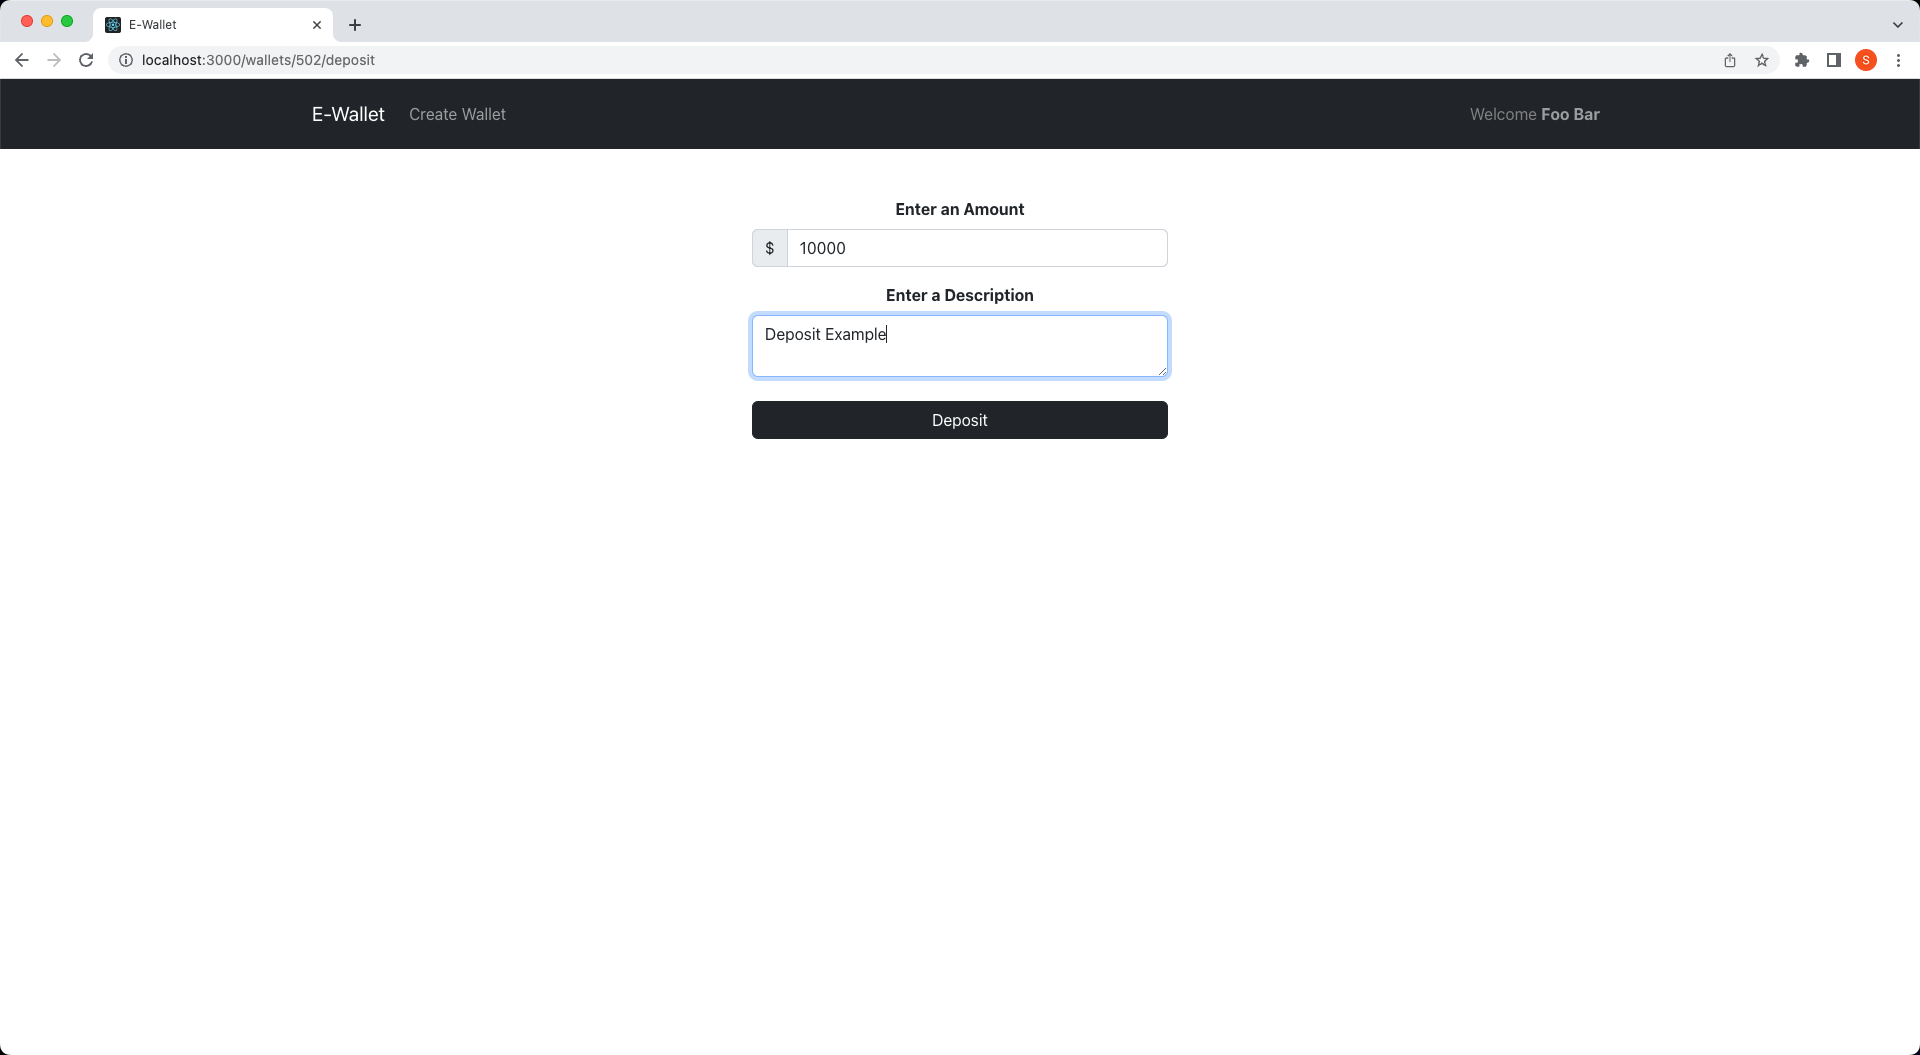 E-Wallet
localhost:3000/wallets/502/deposit
S
E-Wallet Create Wallet Welcome Foo Bar
Enter an Amount
$ 10000
Enter a Description
Deposit Example
Deposit